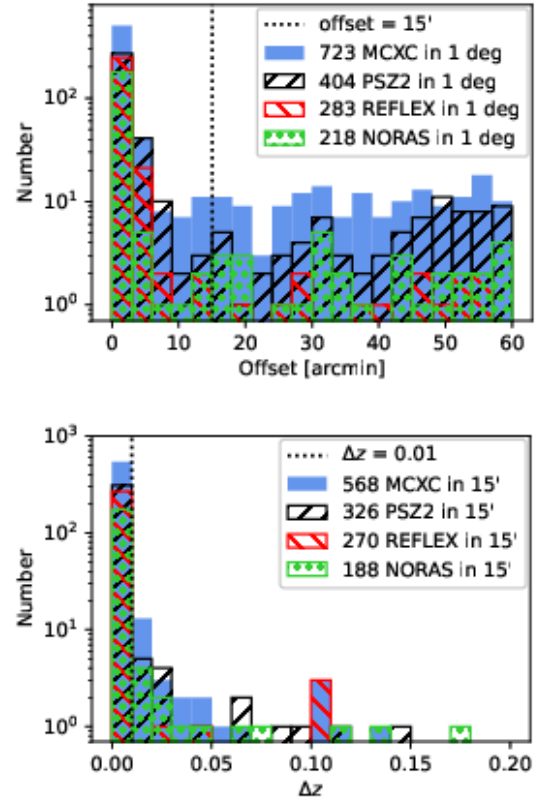 offset = 15'
723 MCXC in 1 deg
404 PSZ2 in 1 deg
283 REFLEX in 1 deg
218 NORAS in 1 deg
Number
10²
10¹
10⁰
0 10 20 30 40 50 60
Offset [arcmin]
Δz = 0.01
568 MCXC in 15'
326 PSZ2 in 15'
270 REFLEX in 15'
188 NORAS in 15'
Number
10³
10²
10¹
10⁰
0.00 0.05 0.10 0.15 0.20
Δz